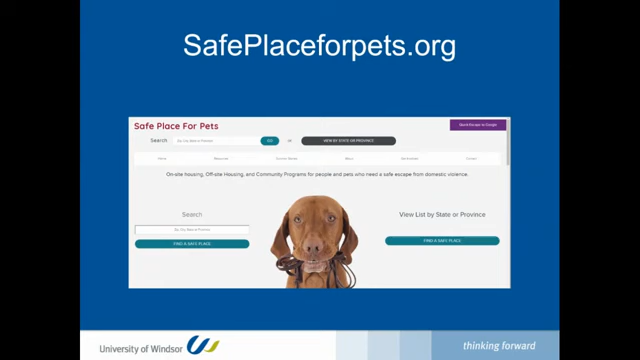 SafePlaceforpets.org
Safe Place For Pets
Quick Escape to Google
Search
GO
or
VIEW BY STATE OR PROVINCE
Home
Resources
About
Contact
On-site housing, Off-site Housing, and Community Programs for people and pets who need a safe escape from domestic violence.
Search
View List by State or Province
FIND A SAFE PLACE
FIND A SAFE PLACE
University of Windsor
thinking forward